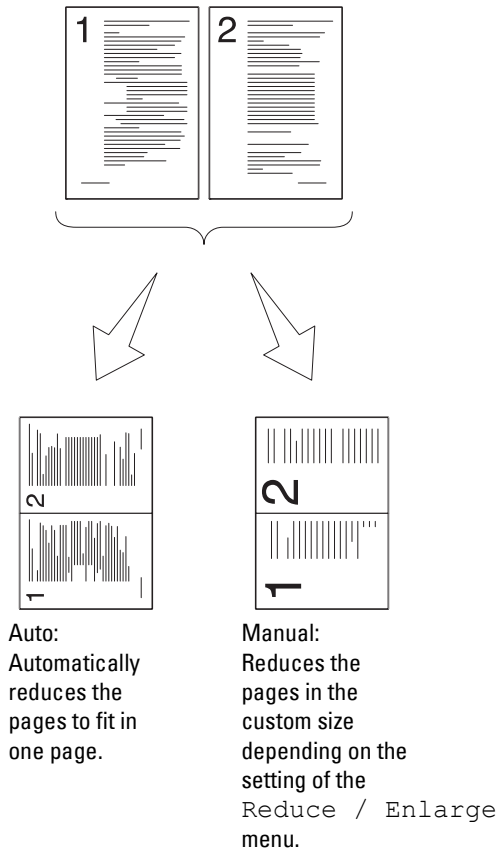 1
2
2
1
Auto:
Automatically
reduces the
pages to fit in
one page.
2
1
Manual:
Reduces the
pages in the
custom size
depending on the
setting of the
Reduce / Enlarge
menu.